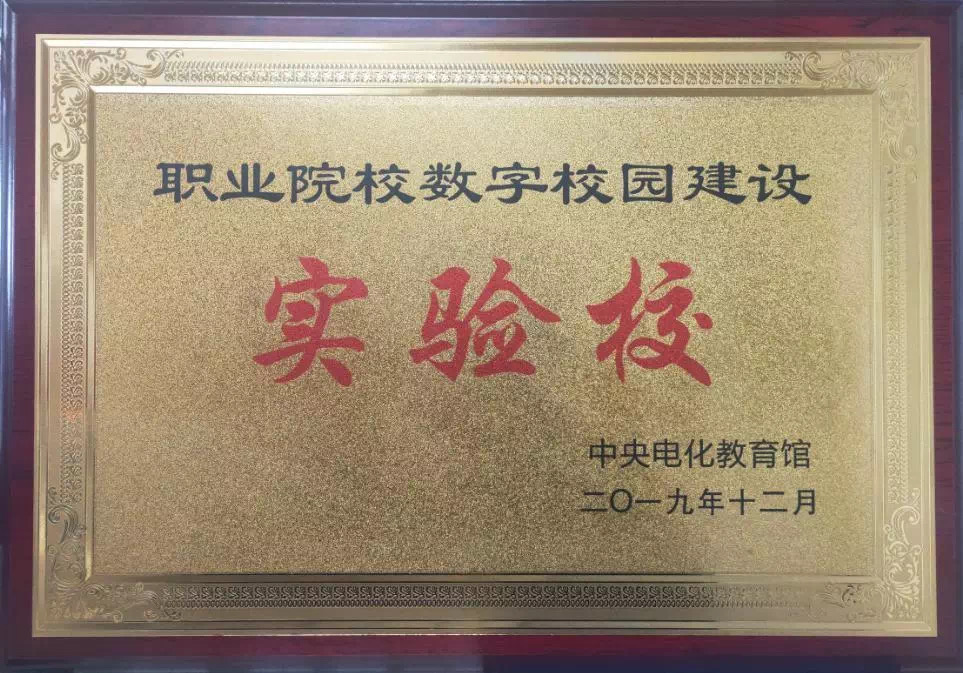 职业院校数字校园建设
实验校
中央电化教育馆
二〇一九年十二月